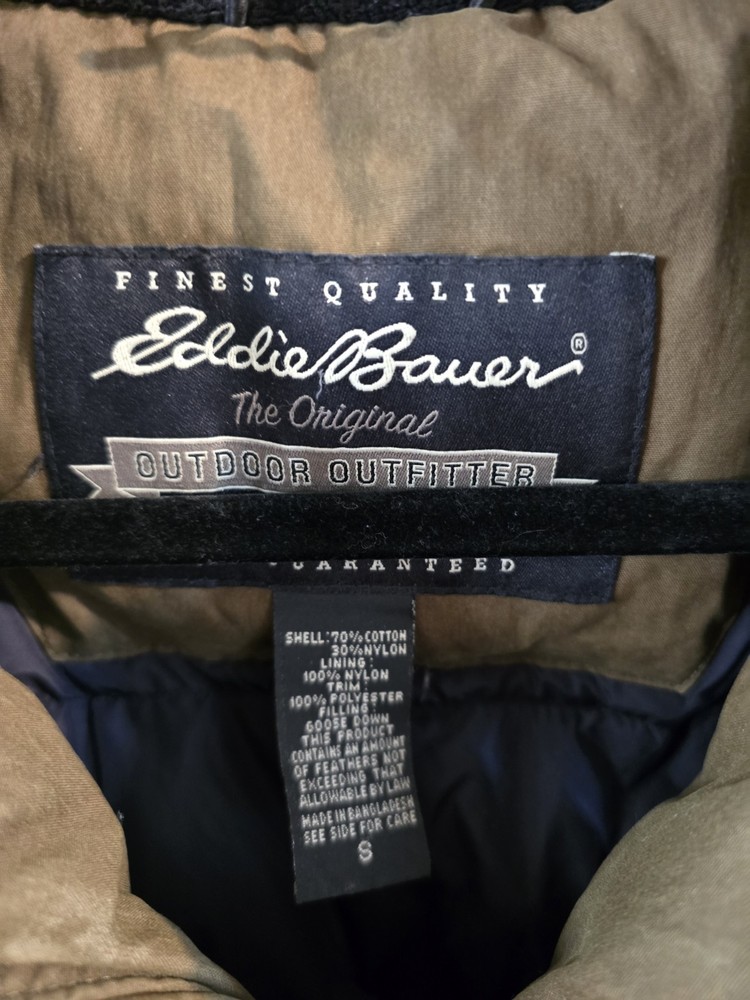 FINEST QUALITY
Eddie Bauer®
The Original
OUTDOOR OUTFITTER
GUARANTEED
SHELL: 70% COTTON
30% NYLON
LINING:
100% NYLON
TRIM:
100% POLYESTER
FILLING:
GOOSE DOWN
THIS PRODUCT
CONTAINS AN AMOUNT
OF FEATHERS NOT
EXCEEDING THAT
ALLOWABLE BY LAW
MADE IN BANGLADESH
SEE SIDE FOR CARE
S